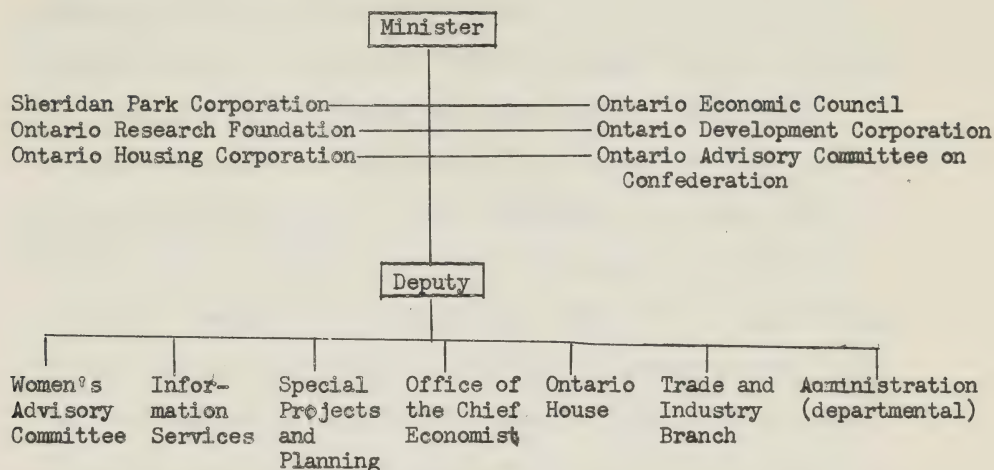 Minister
Sheridan Park Corporation
Ontario Economic Council
Ontario Research Foundation
Ontario Development Corporation
Ontario Housing Corporation
Ontario Advisory Committee on
Confederation
Deputy
Women's
Advisory
Committee
Infor-
mation
Services
Special
Projects
and
Planning
Office of
the Chief
Economist
Ontario
House
Trade and
Industry
Branch
Administration
(departmental)